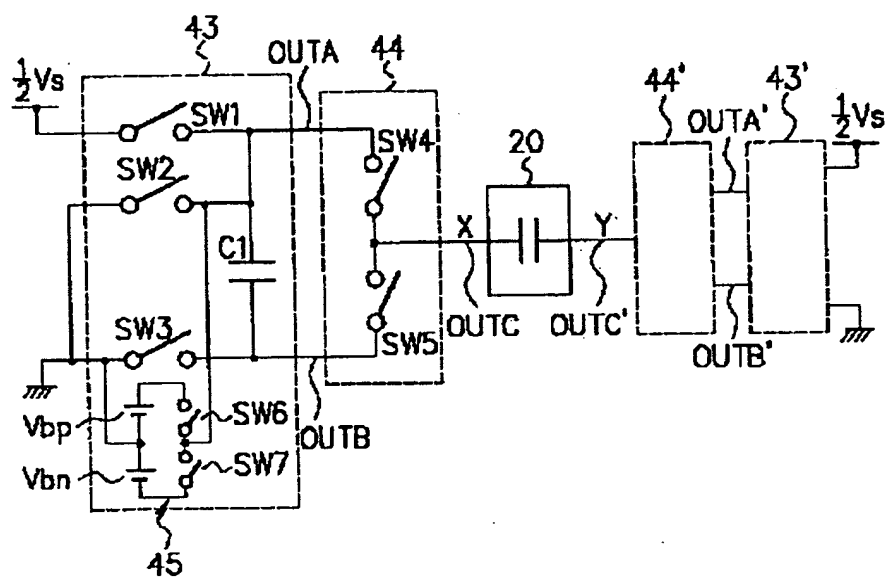 43
OUTA
44
½Vs
SW1
SW2
C1
SW3
SW4
SW5
X
20
Y
OUTC
OUTC'
44'
43'
OUTA'
½Vs
OUTB'
Vbp
Vbn
SW6
SW7
OUTB
45